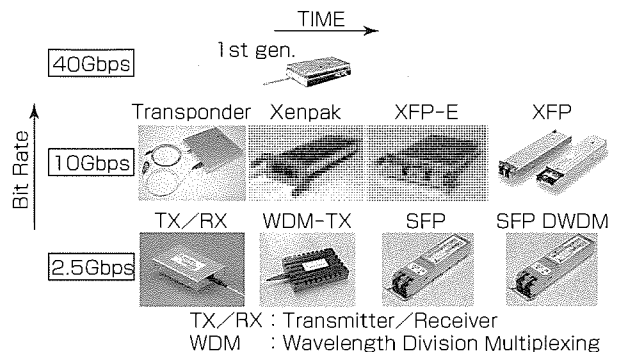 TIME
1st gen.
40Gbps
Transponder Xenpak XFP-E XFP
Bit Rate
10Gbps
TX/RX WDM-TX SFP SFP DWDM
2.5Gbps
TX/RX : Transmitter/Receiver
WDM : Wavelength Division Multiplexing